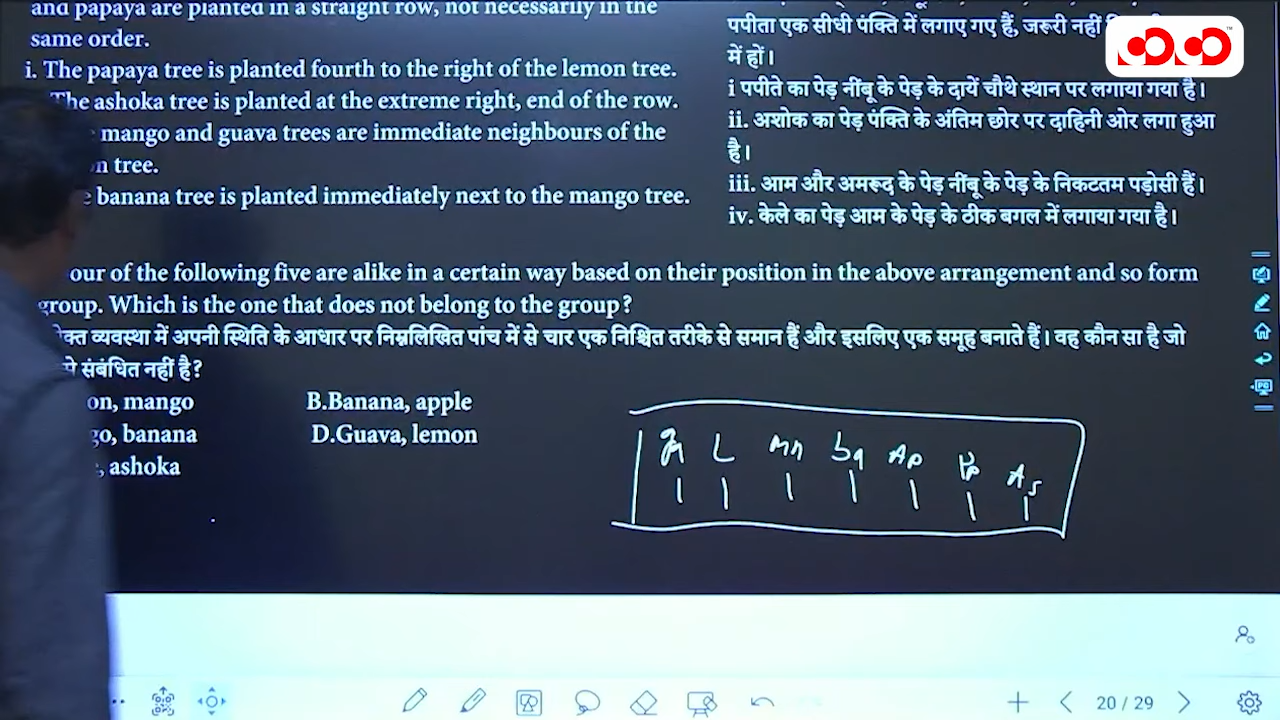 and papaya are planted in a straight row, not necessarily in the
same order.
i. The papaya tree is planted fourth to the right of the lemon tree.
The ashoka tree is planted at the extreme right, end of the row.
mango and guava trees are immediate neighbours of the
tree.
banana tree is planted immediately next to the mango tree.
पपीता एक सीधी पंक्ति में लगाए गए हैं, जरूरी नहीं
में हों।
i पपीते का पेड़ नींबू के पेड़ के दायें चौथे स्थान पर लगाया गया है।
ii. अशोक का पेड़ पंक्ति के अंतिम छोर पर दाहिनी ओर लगा हुआ
है।
iii. आम और अमरूद के पेड़ नींबू के पेड़ के निकटतम पड़ोसी हैं।
iv. केले का पेड़ आम के पेड़ के ठीक बगल में लगाया गया है।
our of the following five are alike in a certain way based on their position in the above arrangement and so form
group. Which is the one that does not belong to the group?
व्यवस्था में अपनी स्थिति के आधार पर निम्नलिखित पांच में से चार एक निश्चित तरीके से समान हैं और इसलिए एक समूह बनाते हैं। वह कौन सा है जो
संबंधित नहीं है?
on, mango B.Banana, apple
go, banana D.Guava, lemon
, ashoka
L Mn Ap As
20 / 29